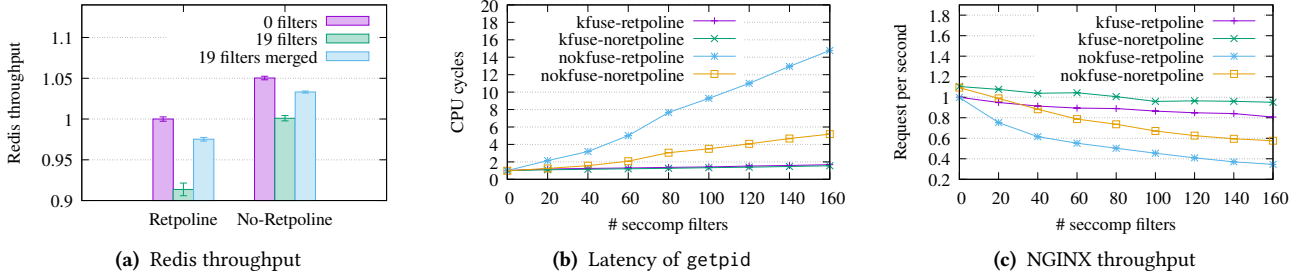 Redis throughput
1.1
1.05
1
0.95
0.9
0 filters
19 filters
19 filters merged
Retpoline
No-Retpoline
(a) Redis throughput
CPU cycles
20
18
16
14
12
10
8
6
4
2
0
kfuse-retpoline
kfuse-noretpoline
nokfuse-retpoline
nokfuse-noretpoline
0 20 40 60 80 100 120 140 160
# seccomp filters
(b) Latency of getpid
Request per second
1.8
1.6
1.4
1.2
1
0.8
0.6
0.4
0.2
kfuse-retpoline
kfuse-noretpoline
nokfuse-retpoline
nokfuse-noretpoline
0 20 40 60 80 100 120 140 160
# seccomp filters
(c) NGINX throughput